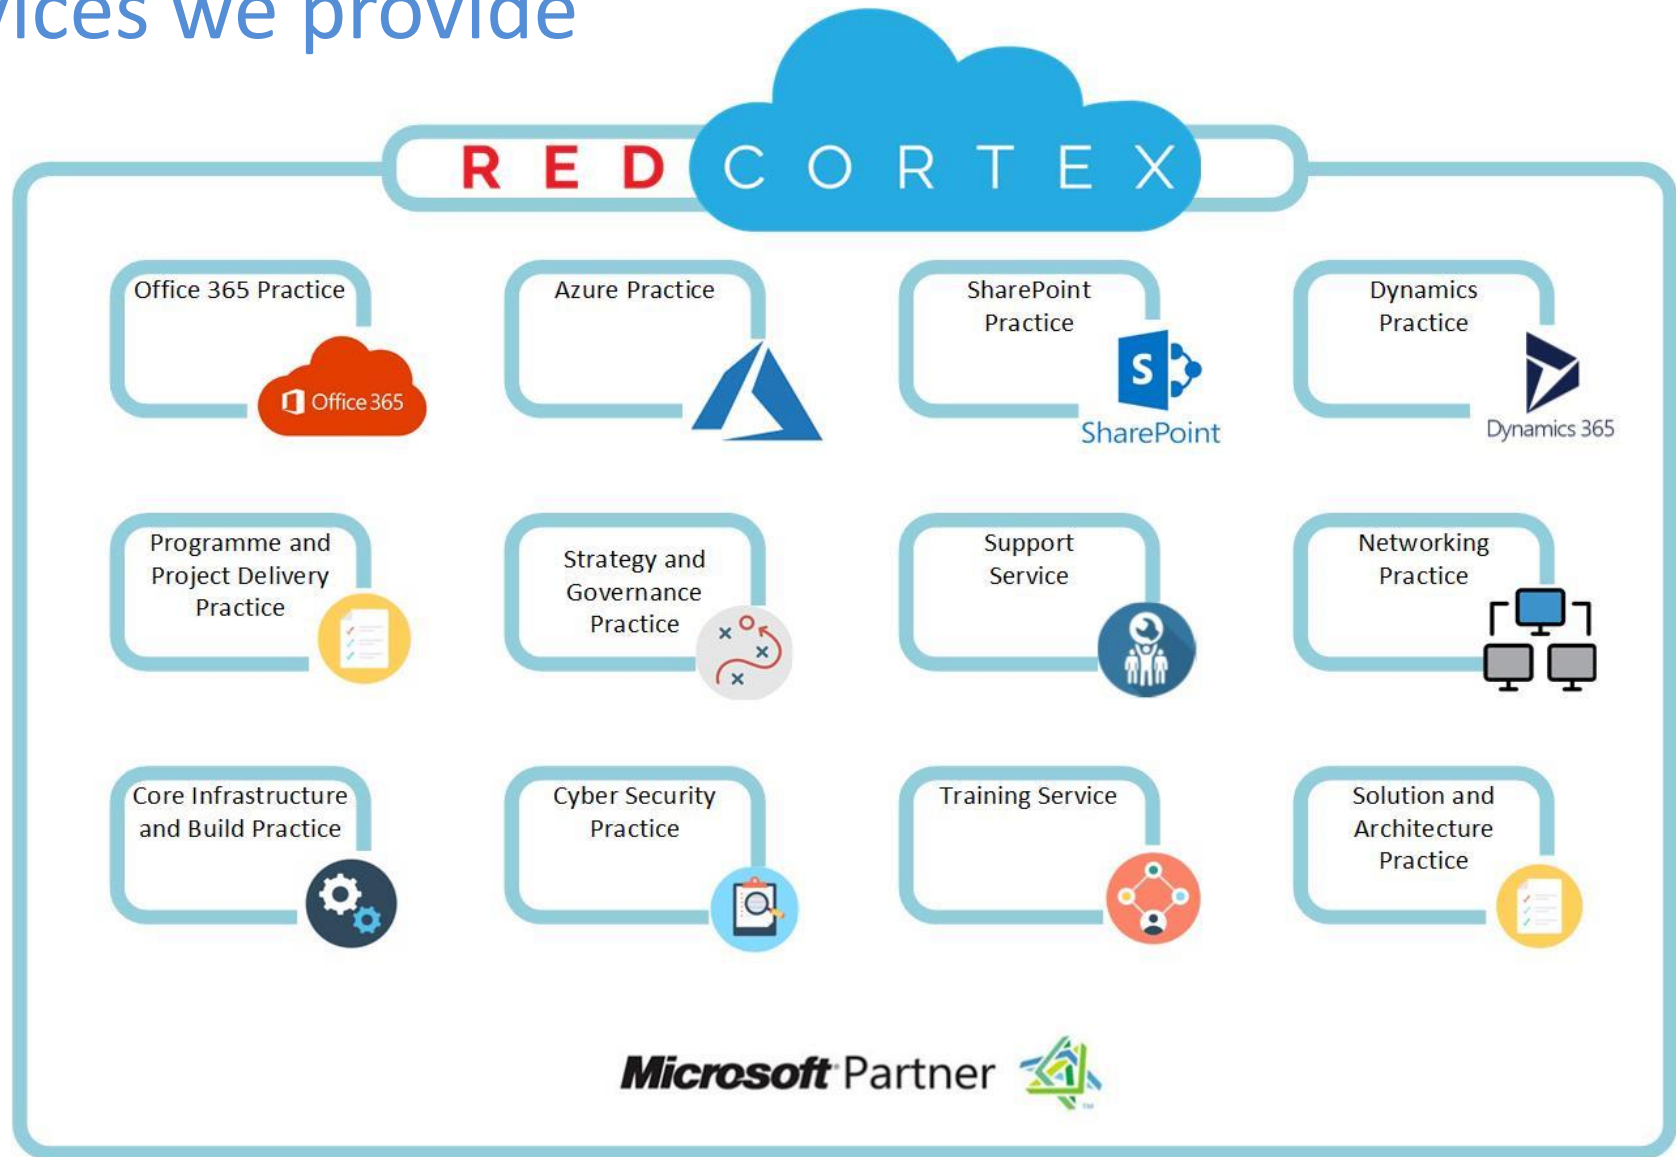 vices we provide
RED CORTEX
Office 365 Practice
Office 365
Azure Practice
SharePoint
Practice
S
SharePoint
Dynamics
Practice
Dynamics 365
Programme and
Project Delivery
Practice
Strategy and
Governance
Practice
Support
Service
Networking
Practice
Core Infrastructure
and Build Practice
Cyber Security
Practice
Training Service
Solution and
Architecture
Practice
Microsoft Partner
TM